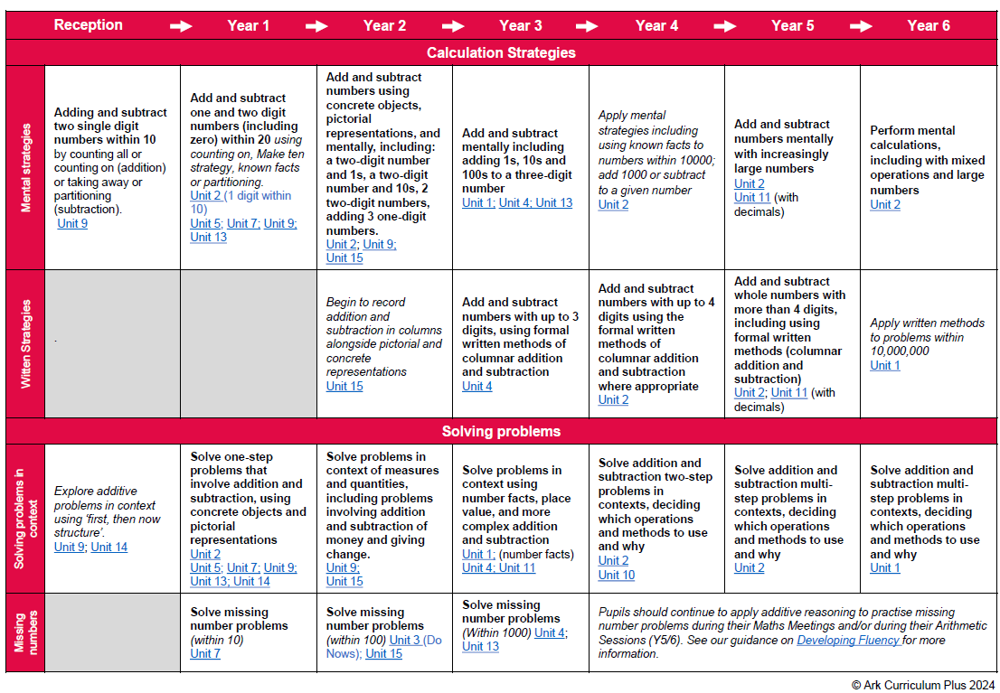 Reception
Year 1
Year 2
Year 3
Year 4
Year 5
Year 6
Calculation Strategies
Mental strategies
Adding and subtract
two single digit
numbers within 10
by counting all or
counting on (addition)
or taking away or
partitioning
(subtraction).
Unit 9
Add and subtract
one and two digit
numbers (including
zero) within 20 using
counting on, Make ten
strategy, known facts
or partitioning.
Unit 2 (1 digit within
10)
Unit 5; Unit 7; Unit 9;
Unit 13
Add and subtract
numbers using
concrete objects,
pictorial
representations, and
mentally, including:
a two-digit number
and 1s, a two-digit
number and 10s, 2
two-digit numbers,
adding 3 one-digit
numbers.
Unit 2; Unit 9;
Unit 15
Add and subtract
mentally including
adding 1s, 10s and
100s to a three-digit
number
Unit 1; Unit 4; Unit 13
Apply mental
strategies including
using known facts to
numbers within 10000;
add 1000 or subtract
to a given number
Unit 2
Add and subtract
numbers mentally
with increasingly
large numbers
Unit 2
Unit 11 (with
decimals)
Perform mental
calculations,
including with mixed
operations and large
numbers
Unit 2
Witten Strategies
.
Begin to record
addition and
subtraction in columns
alongside pictorial and
concrete
representations
Unit 15
Add and subtract
numbers with up to 3
digits, using formal
written methods of
columnar addition
and subtraction
Unit 4
Add and subtract
numbers with up to 4
digits using the
formal written
methods of
columnar addition
and subtraction
where appropriate
Unit 2
Add and subtract
whole numbers with
more than 4 digits,
including using
formal written
methods (columnar
addition and
subtraction)
Unit 2; Unit 11 (with
decimals)
Apply written methods
to problems within
10,000,000
Unit 1
Solving problems
Solving problems in
context
Explore additive
problems in context
using ‘first, then now
structure’.
Unit 9; Unit 14
Solve one-step
problems that
involve addition and
subtraction, using
concrete objects and
pictorial
representations
Unit 2
Unit 5; Unit 7; Unit 9;
Unit 13; Unit 14
Solve problems in
context of measures
and quantities,
including problems
involving addition
and subtraction of
money and giving
change.
Unit 9;
Unit 15
Solve problems in
context using
number facts, place
value, and more
complex addition
and subtraction
Unit 1; (number facts)
Unit 4; Unit 11
Solve addition and
subtraction two-step
problems in
contexts, deciding
which operations
and methods to use
and why
Unit 2
Unit 10
Solve addition and
subtraction multi-
step problems in
contexts, deciding
which operations
and methods to use
and why
Unit 2
Solve addition and
subtraction multi-
step problems in
contexts, deciding
which operations
and methods to use
and why
Unit 1
Missing
numbers
Solve missing
number problems
(within 10)
Unit 7
Solve missing
number problems
(within 100) Unit 3 (Do
Nows); Unit 15
Solve missing
number problems
(Within 1000) Unit 4;
Unit 13
Pupils should continue to apply additive reasoning to practise missing
number problems during their Maths Meetings and/or during their Arithmetic
Sessions (Y5/6). See our guidance on Developing Fluency for more
information.
© Ark Curriculum Plus 2024